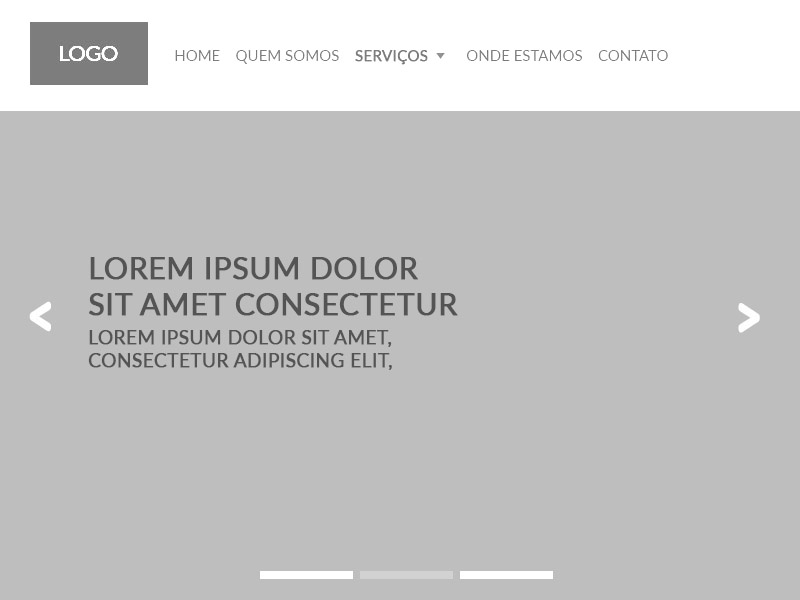 LOGO
HOME QUEM SOMOS SERVIÇOS ONDE ESTAMOS CONTATO
LOREM IPSUM DOLOR
SIT AMET CONSECTETUR
LOREM IPSUM DOLOR SIT AMET,
CONSECTETUR ADIPISCING ELIT,